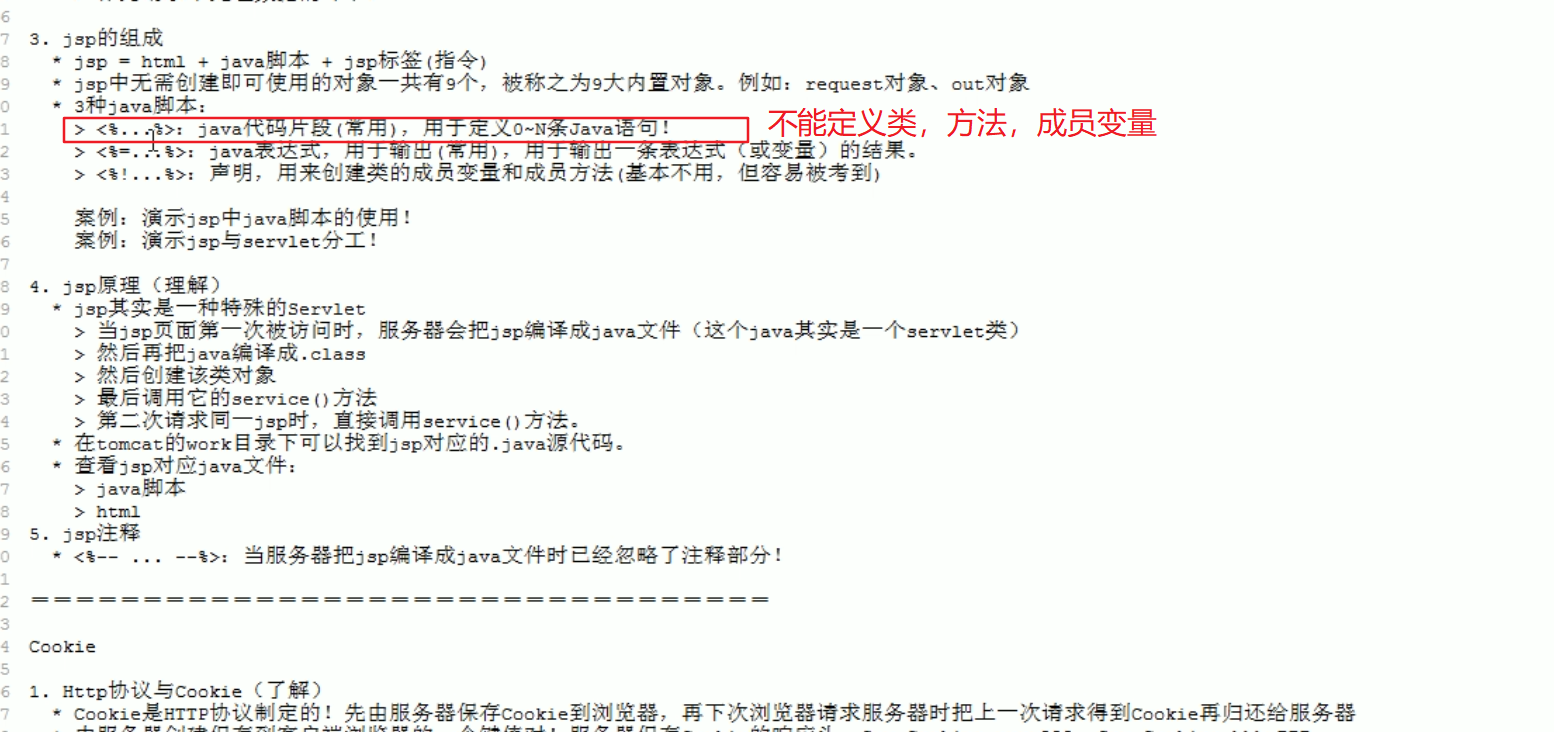 6
7 3. jsp的组成
8 * jsp = html + java脚本 + jsp标签(指令)
9 * jsp中无需创建即可使用的对象一共有9个，被称之为9大内置对象。例如：request对象、out对象
0 * 3种java脚本：
1 > <%...%>：java代码片段(常用)，用于定义0~N条Java语句！ 不能定义类，方法，成员变量
2 > <%=...%>：java表达式，用于输出(常用)，用于输出一条表达式（或变量）的结果。
3 > <%!...%>：声明，用来创建类的成员变量和成员方法(基本不用，但容易被考到)
4
5 案例：演示jsp中java脚本的使用！
6 案例：演示jsp与servlet分工！
7
8 4. jsp原理（理解）
9 * jsp其实是一种特殊的Servlet
0 > 当jsp页面第一次被访问时，服务器会把jsp编译成java文件（这个java其实是一个servlet类）
1 > 然后再把java编译成.class
2 > 然后创建该类对象
3 > 最后调用它的service()方法
4 > 第二次请求同一jsp时，直接调用service()方法。
5 * 在tomcat的work目录下可以找到jsp对应的.java源代码。
6 * 查看jsp对应java文件：
7 > java脚本
8 > html
9 5. jsp注释
0 * <%-- ... --%>：当服务器把jsp编译成java文件时已经忽略了注释部分！
1
2 =================================
3
4 Cookie
5
6 1. Http协议与Cookie（了解）
7 * Cookie是HTTP协议制定的！先由服务器保存Cookie到浏览器，再下次浏览器请求服务器时把上一次请求得到Cookie再归还给服务器